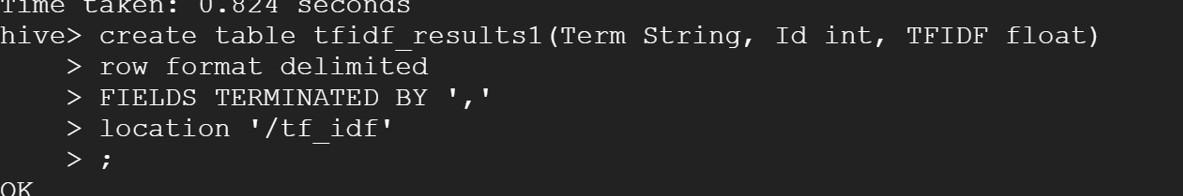 Time taken: 0.824 seconds
hive> create table tfidf_results1(Term String, Id int, TFIDF float)
    > row format delimited
    > FIELDS TERMINATED BY ','
    > location '/tf_idf'
    > ;
OK